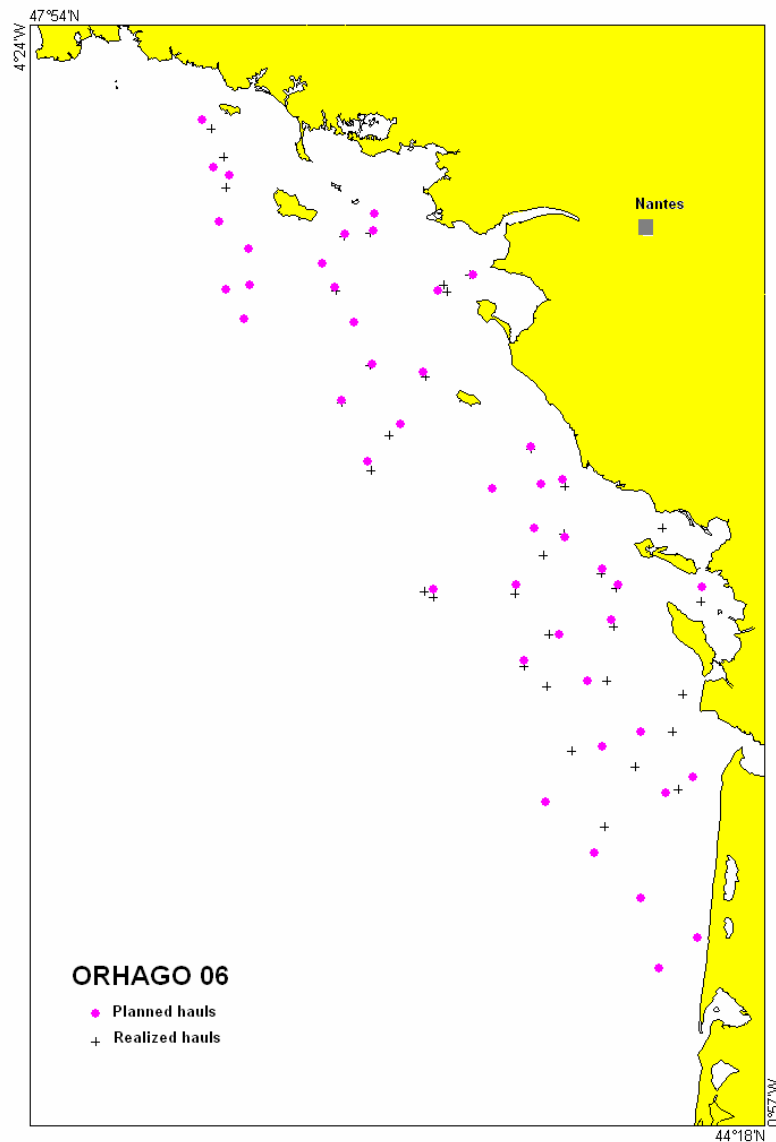 47°54'N
4°24'W
Nantes
ORHAGO 06
Planned hauls
Realized hauls
0°57'W
44°18'N